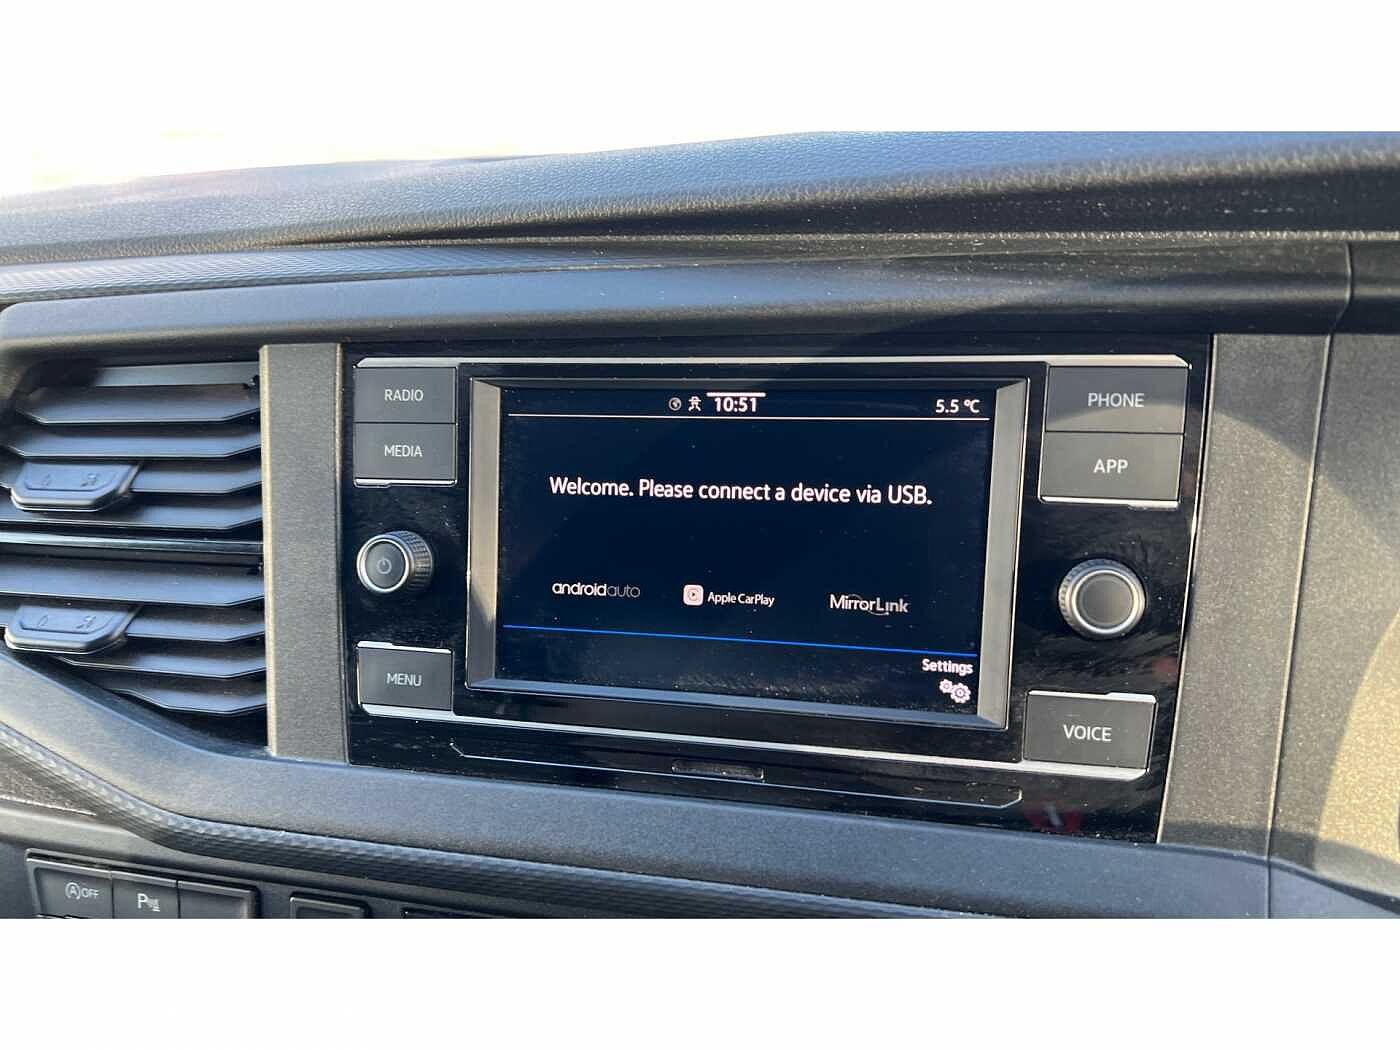 RADIO
MEDIA
MENU
10:51
5.5 °C
Welcome. Please connect a device via USB.
androidauto
Apple CarPlay
MirrorLink
Settings
PHONE
APP
VOICE
A OFF
P